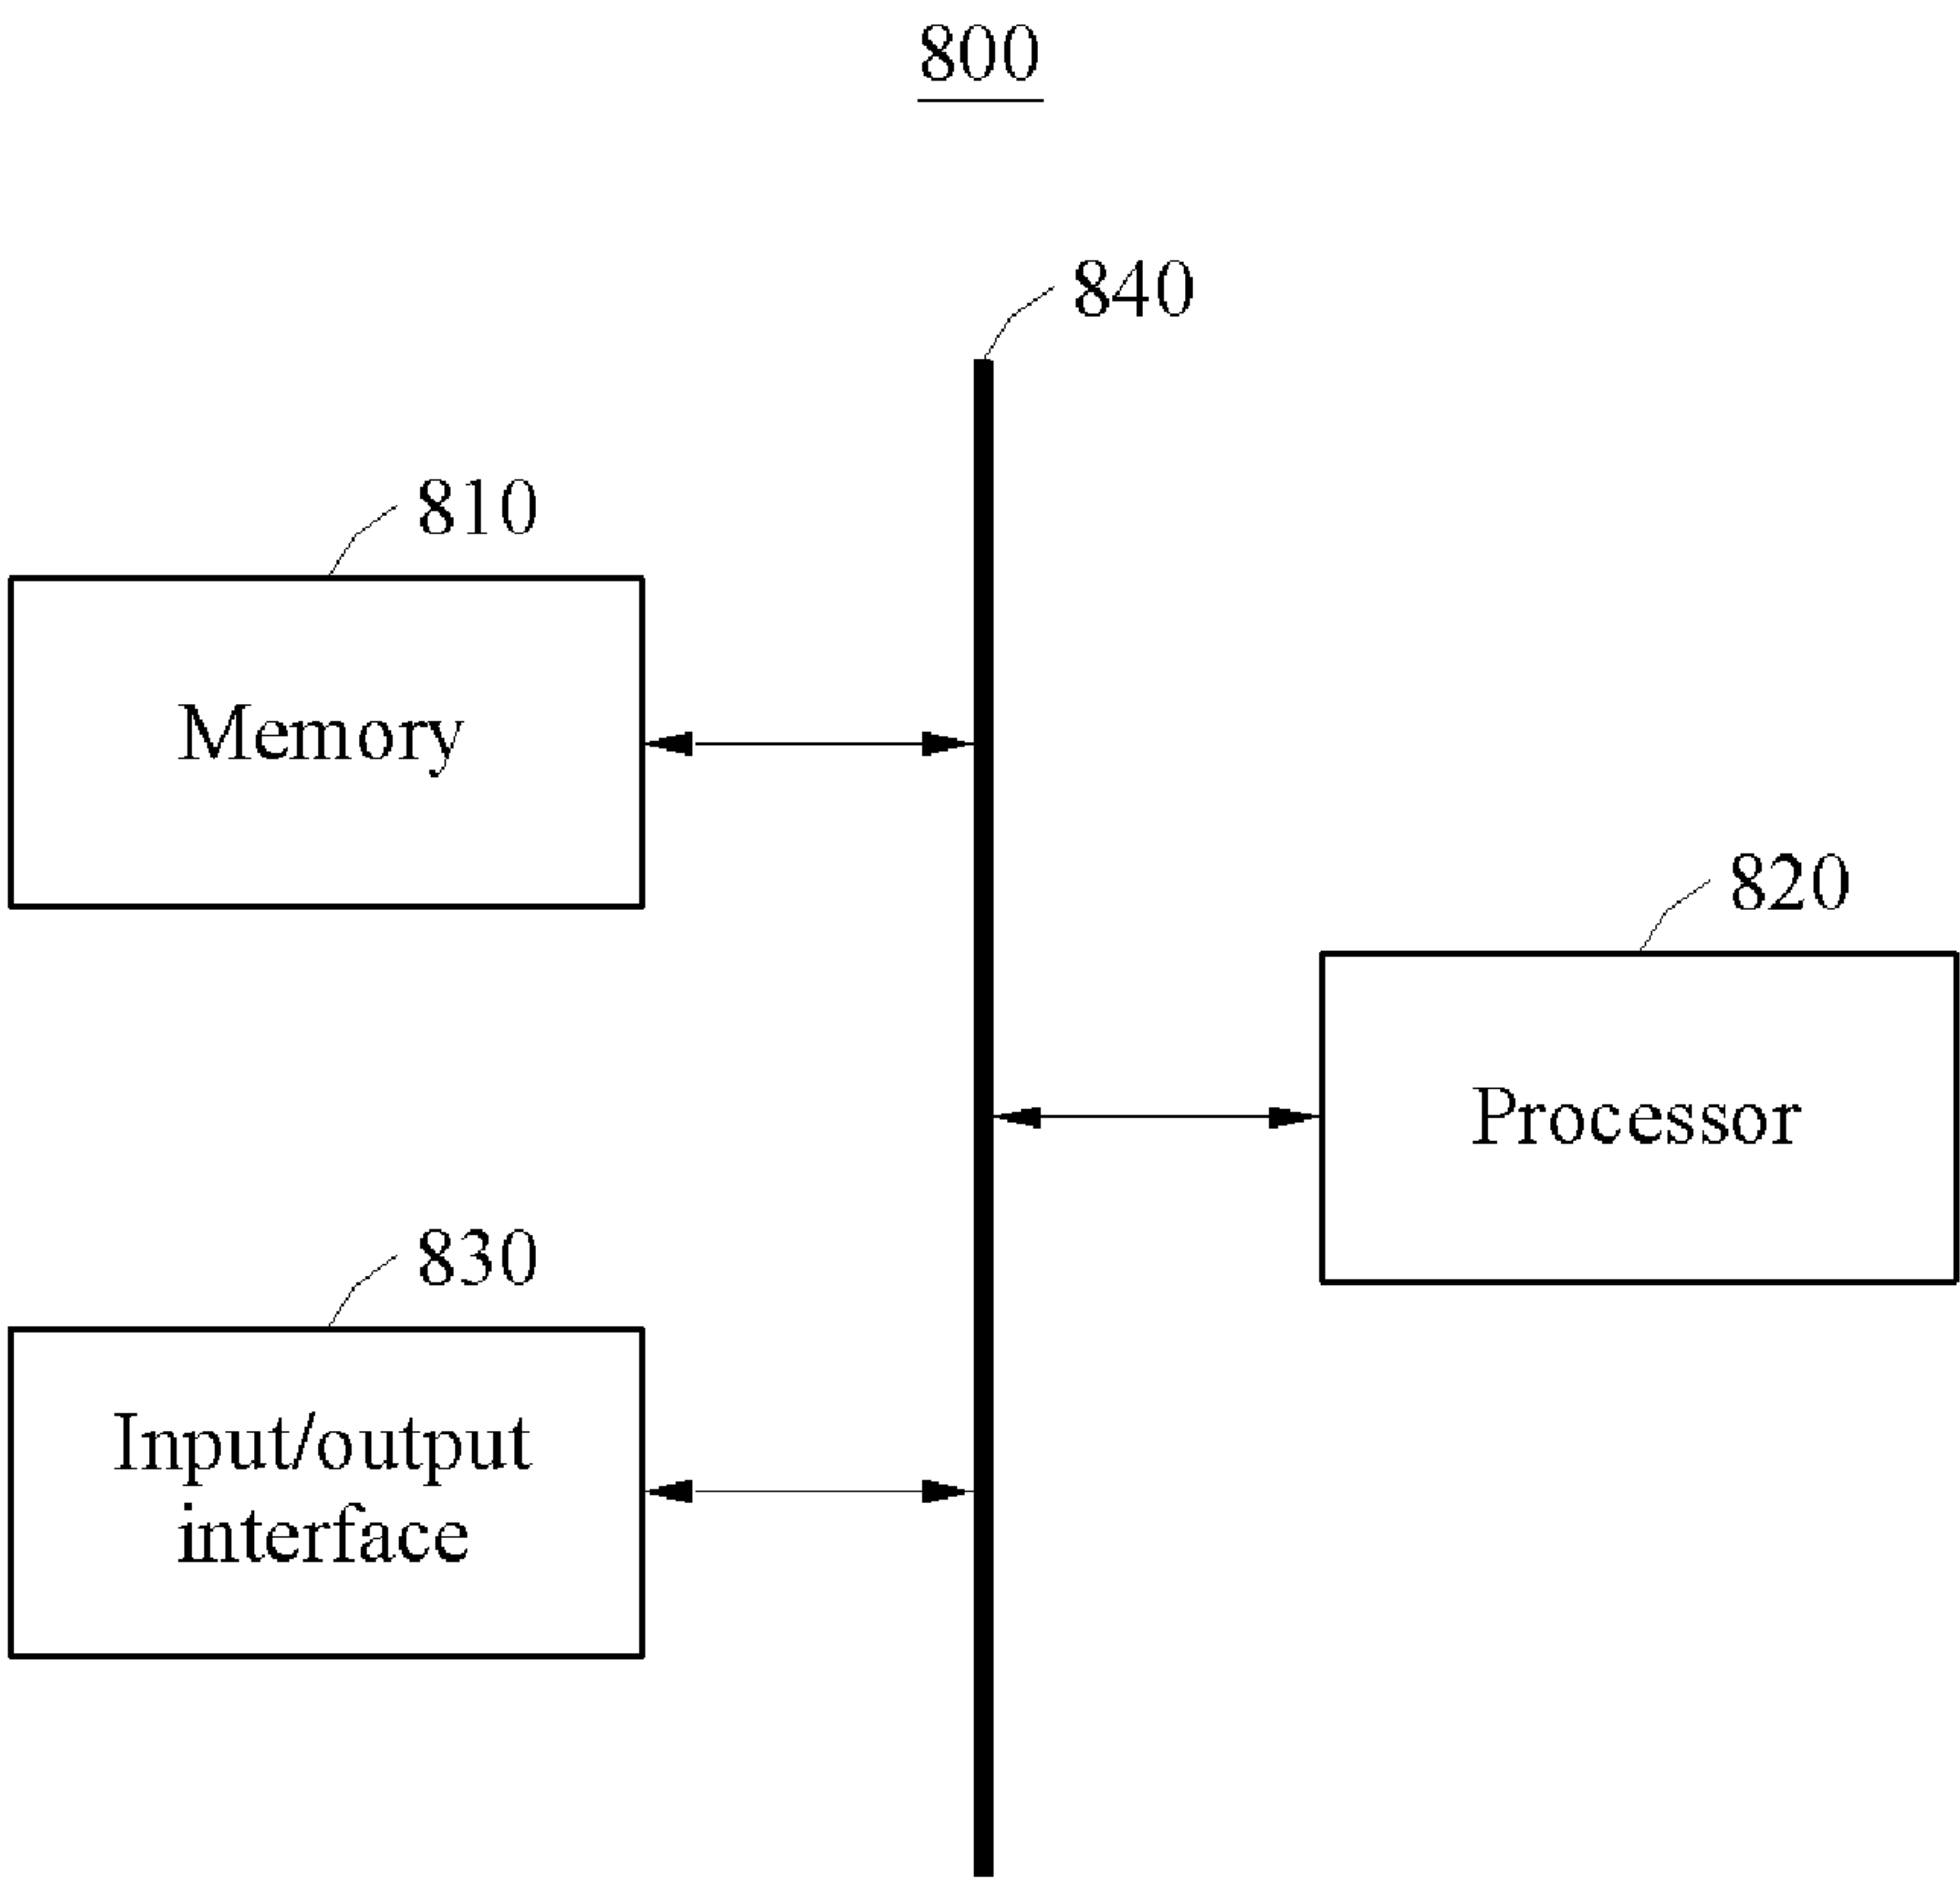 800
840
810
Memory
820
Processor
830
Input/output
interface